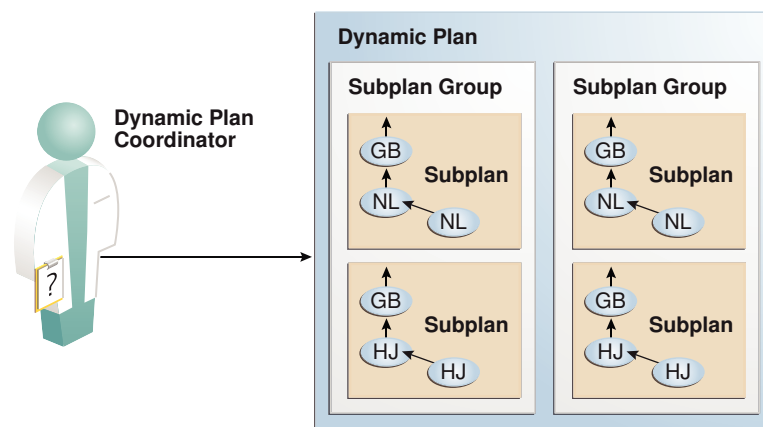 Dynamic Plan
Dynamic Plan
Coordinator
Subplan Group
GB
Subplan
NL
NL
GB
Subplan
HJ
HJ
Subplan Group
GB
Subplan
NL
NL
GB
Subplan
HJ
HJ
?